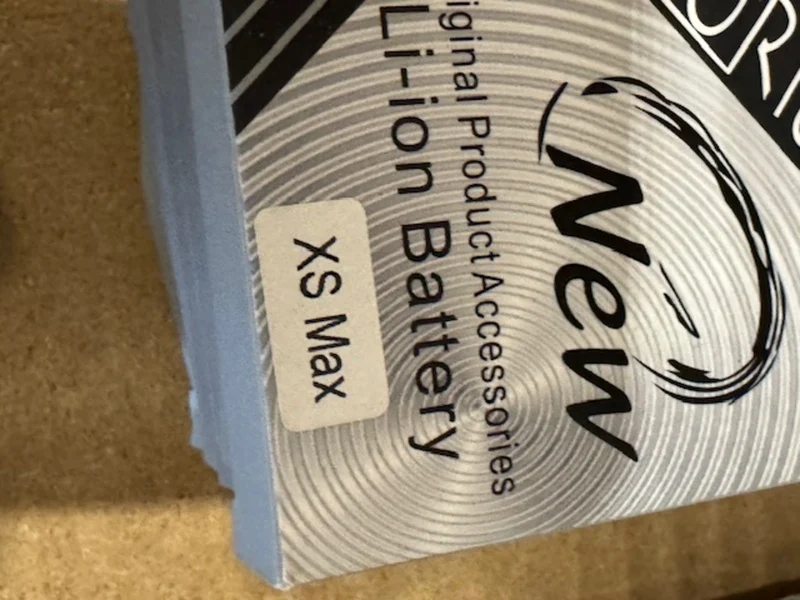 New
iginal Product Accessories
Li-ion Battery
XS Max